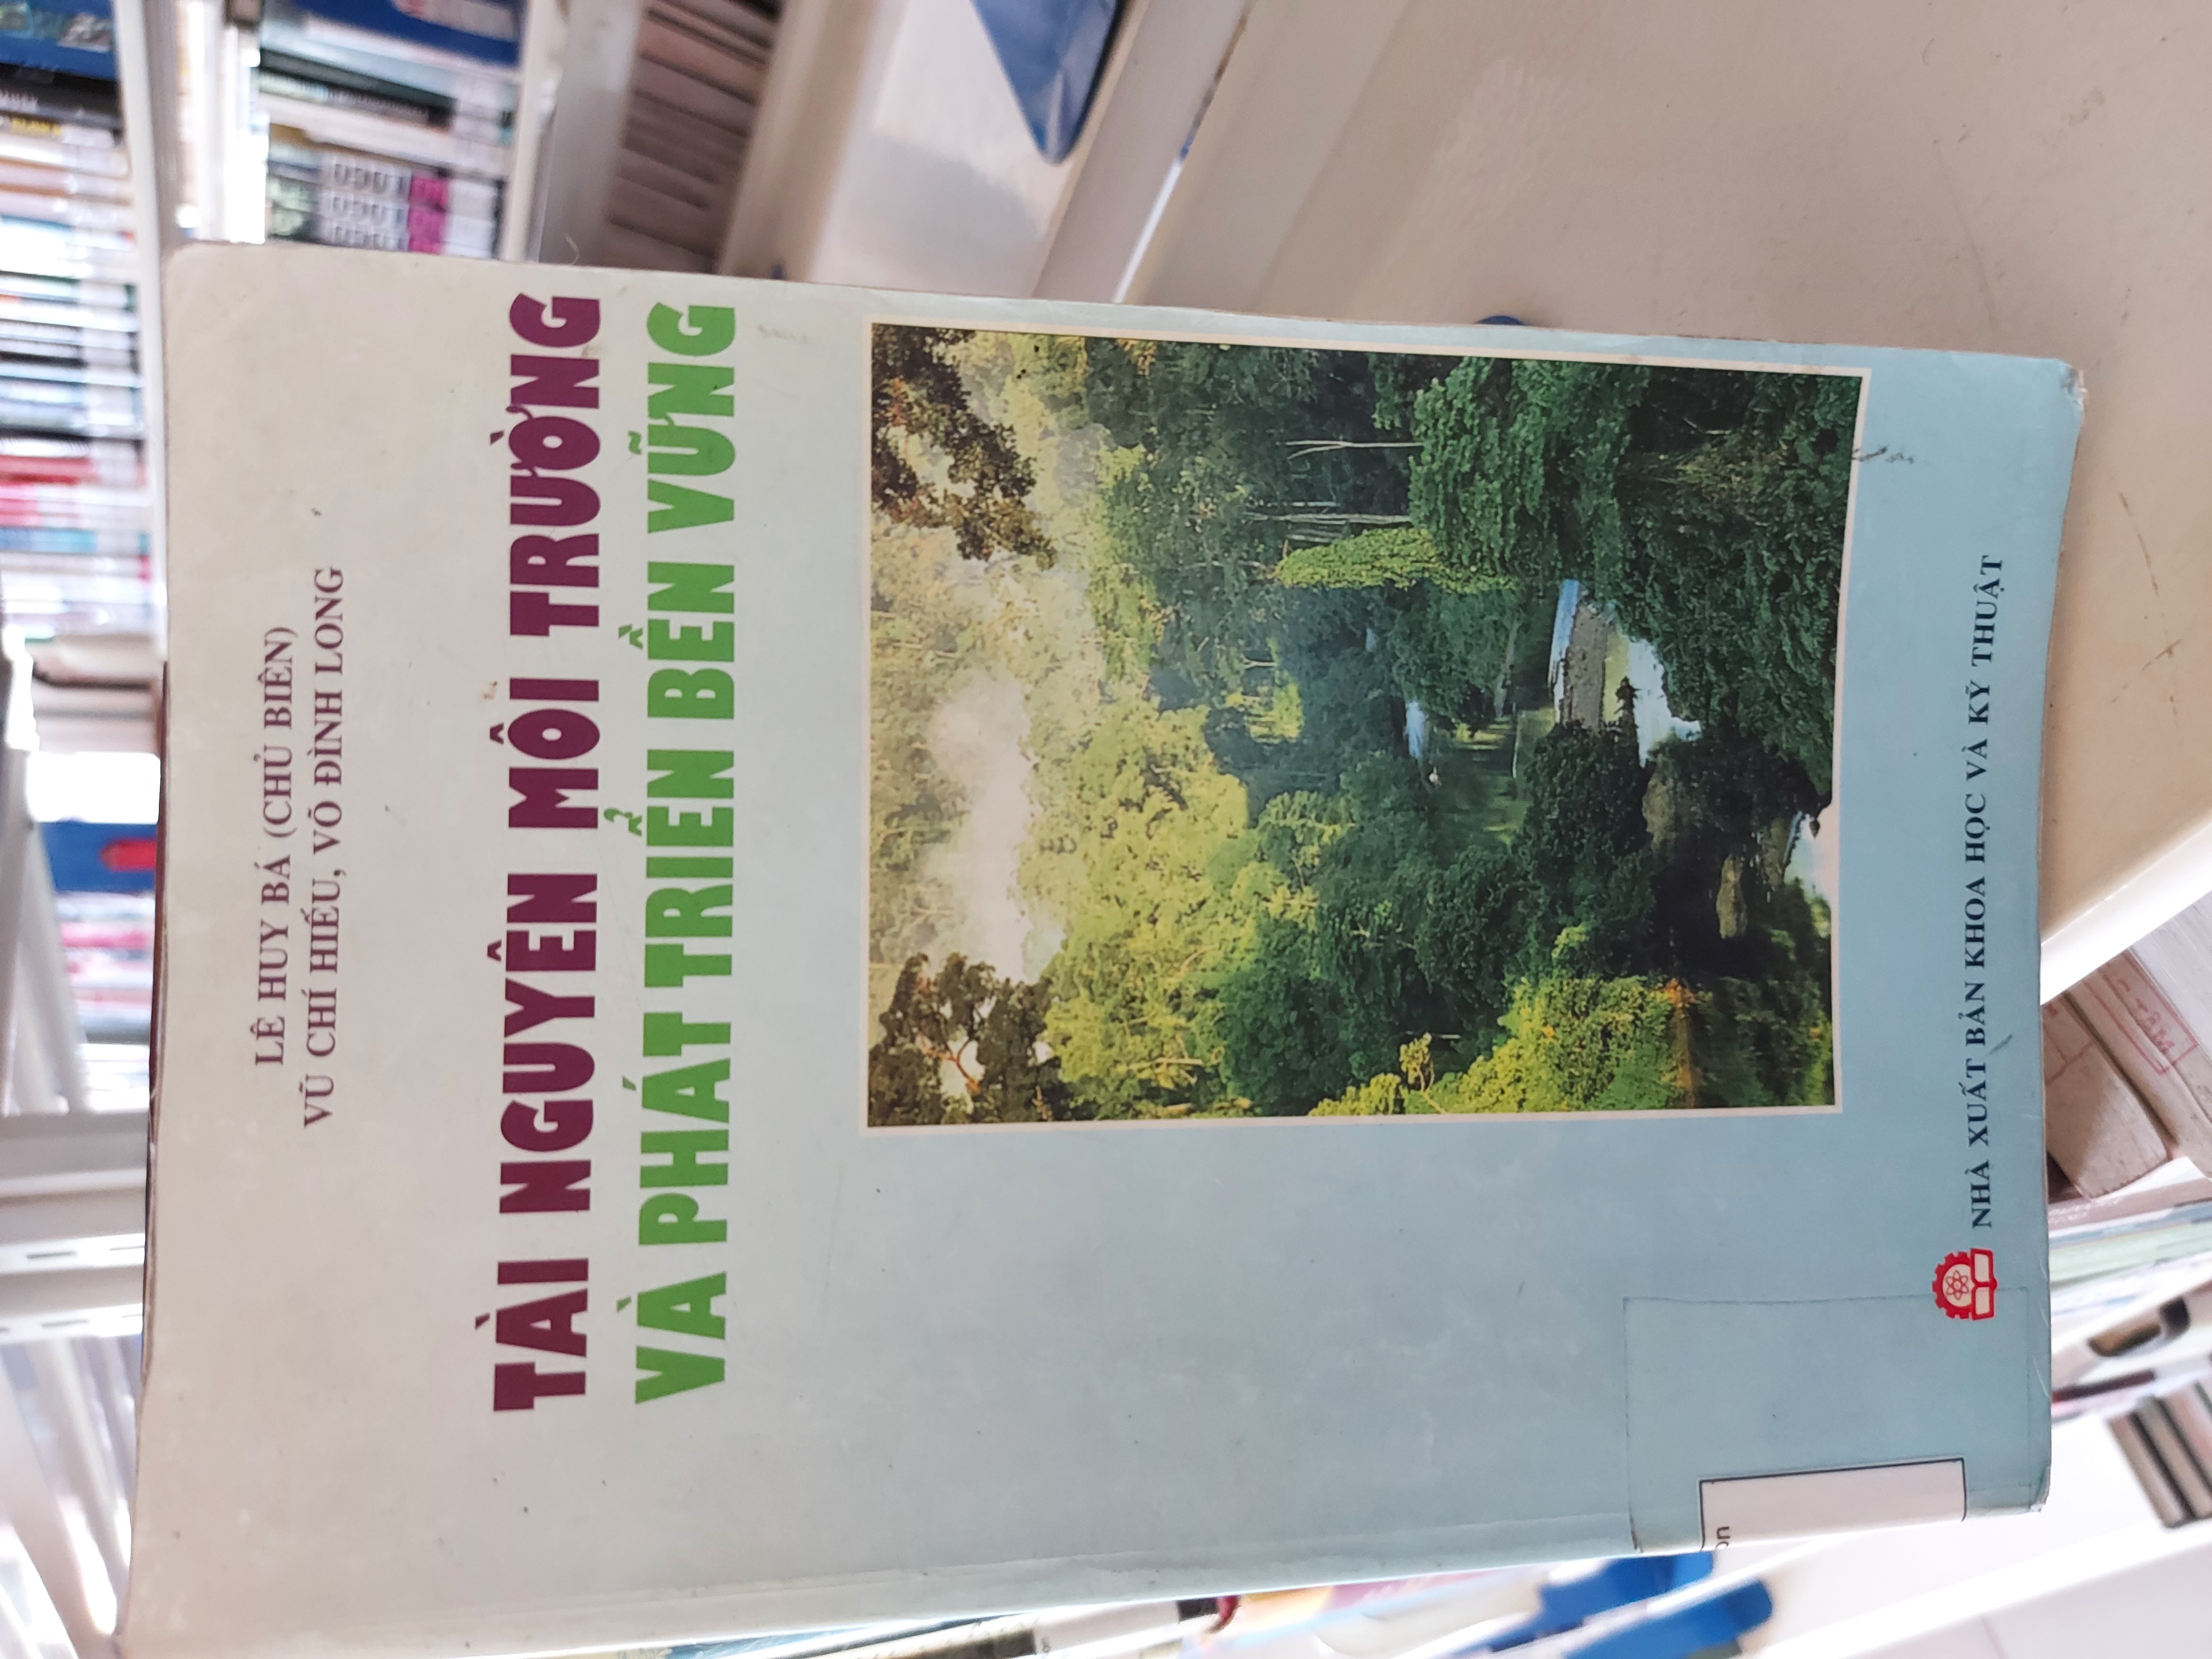 LÊ HUY BÁ (CHỦ BIÊN)
VŨ CHÍ HIẾU, VÕ ĐÌNH LONG
TÀI NGUYÊN MÔI TRƯỜNG
VÀ PHÁT TRIỂN BỀN VỮNG
NHÀ XUẤT BẢN KHOA HỌC VÀ KỸ THUẬT